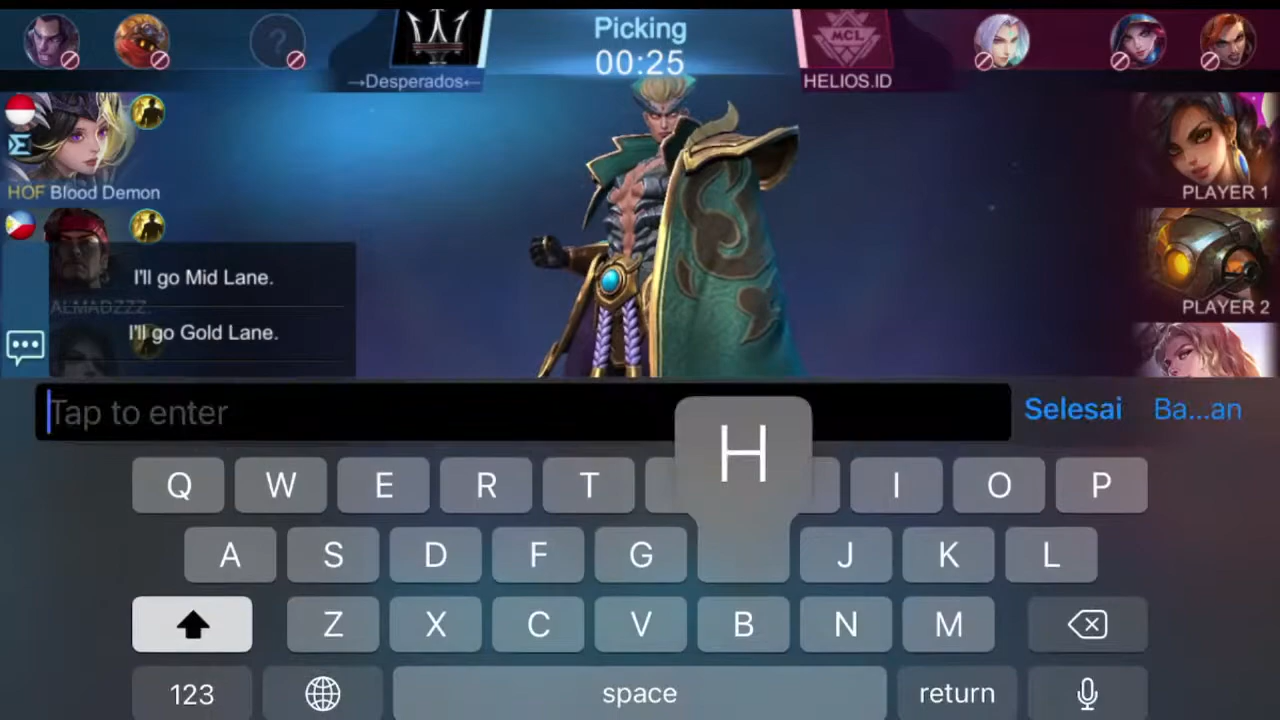 Picking
00:25
→Desperados←
MCL
HELIOS.ID
HOF Blood Demon
PLAYER 1
ALMADZZZ.
PLAYER 2
I'll go Mid Lane.
I'll go Gold Lane.
Tap to enter
Selesai Ba...an
H
Q W E R T I O P
A S D F G J K L
Z X C V B N M
123 space return